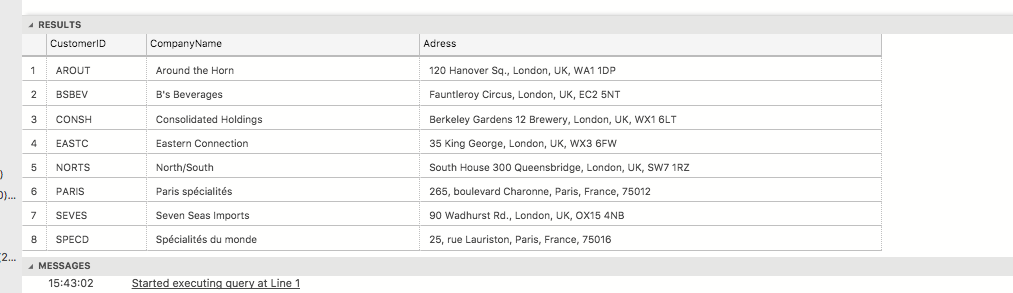 RESULTS
CustomerID CompanyName Adress
1 AROUT Around the Horn 120 Hanover Sq., London, UK, WA1 1DP
2 BSBEV B's Beverages Fauntleroy Circus, London, UK, EC2 5NT
3 CONSH Consolidated Holdings Berkeley Gardens 12 Brewery, London, UK, WX1 6LT
4 EASTC Eastern Connection 35 King George, London, UK, WX3 6FW
)
5 NORTS North/South South House 300 Queensbridge, London, UK, SW7 1RZ
0)... 6 PARIS Paris spécialités 265, boulevard Charonne, Paris, France, 75012
7 SEVES Seven Seas Imports 90 Wadhurst Rd., London, UK, OX15 4NB
8 SPECD Spécialités du monde 25, rue Lauriston, Paris, France, 75016
(2...
MESSAGES
15:43:02 Started executing query at Line 1